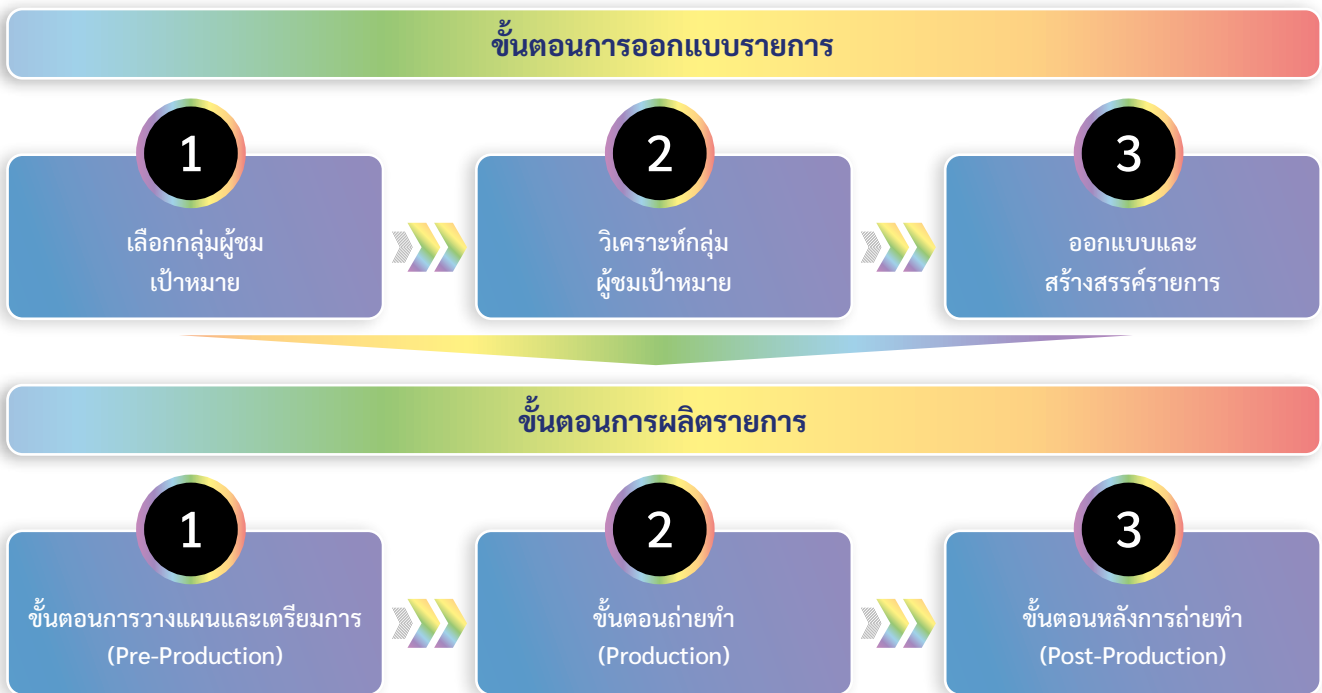 ขั้นตอนการออกแบบรายการ
1
2
3
เลือกกลุ่มผู้ชม
เป้าหมาย
วิเคราะห์กลุ่ม
ผู้ชมเป้าหมาย
ออกแบบและ
สร้างสรรค์รายการ
ขั้นตอนการผลิตรายการ
1
2
3
ขั้นตอนการวางแผนและเตรียมการ
(Pre-Production)
ขั้นตอนถ่ายทำ
(Production)
ขั้นตอนหลังการถ่ายทำ
(Post-Production)